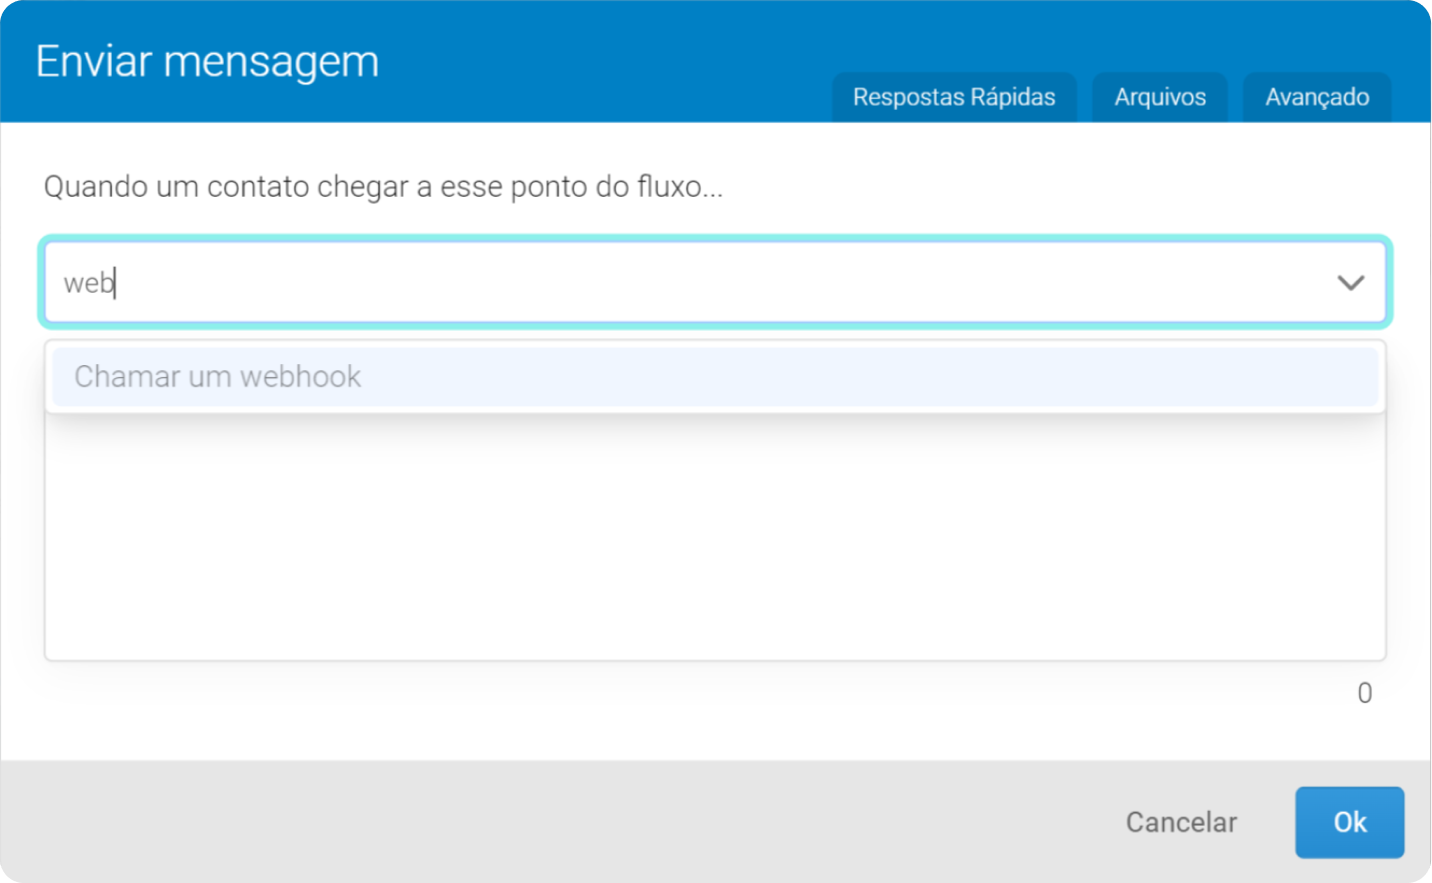 Enviar mensagem
Respostas Rápidas
Arquivos
Avançado
Quando um contato chegar a esse ponto do fluxo...
web
Chamar um webhook
0
Cancelar
Ok